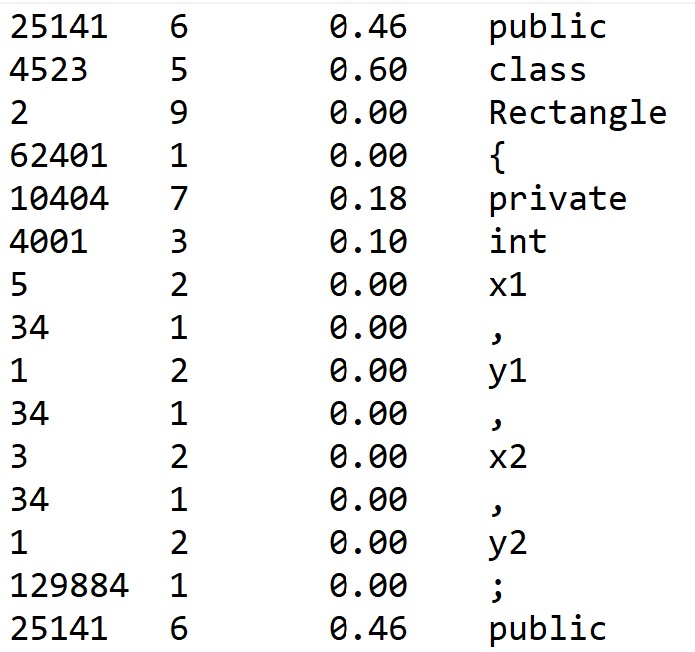 25141 6 0.46 public
4523 5 0.60 class
2 9 0.00 Rectangle
62401 1 0.00 {
10404 7 0.18 private
4001 3 0.10 int
5 2 0.00 x1
34 1 0.00 ,
1 2 0.00 y1
34 1 0.00 ,
3 2 0.00 x2
34 1 0.00 ,
1 2 0.00 y2
129884 1 0.00 ;
25141 6 0.46 public